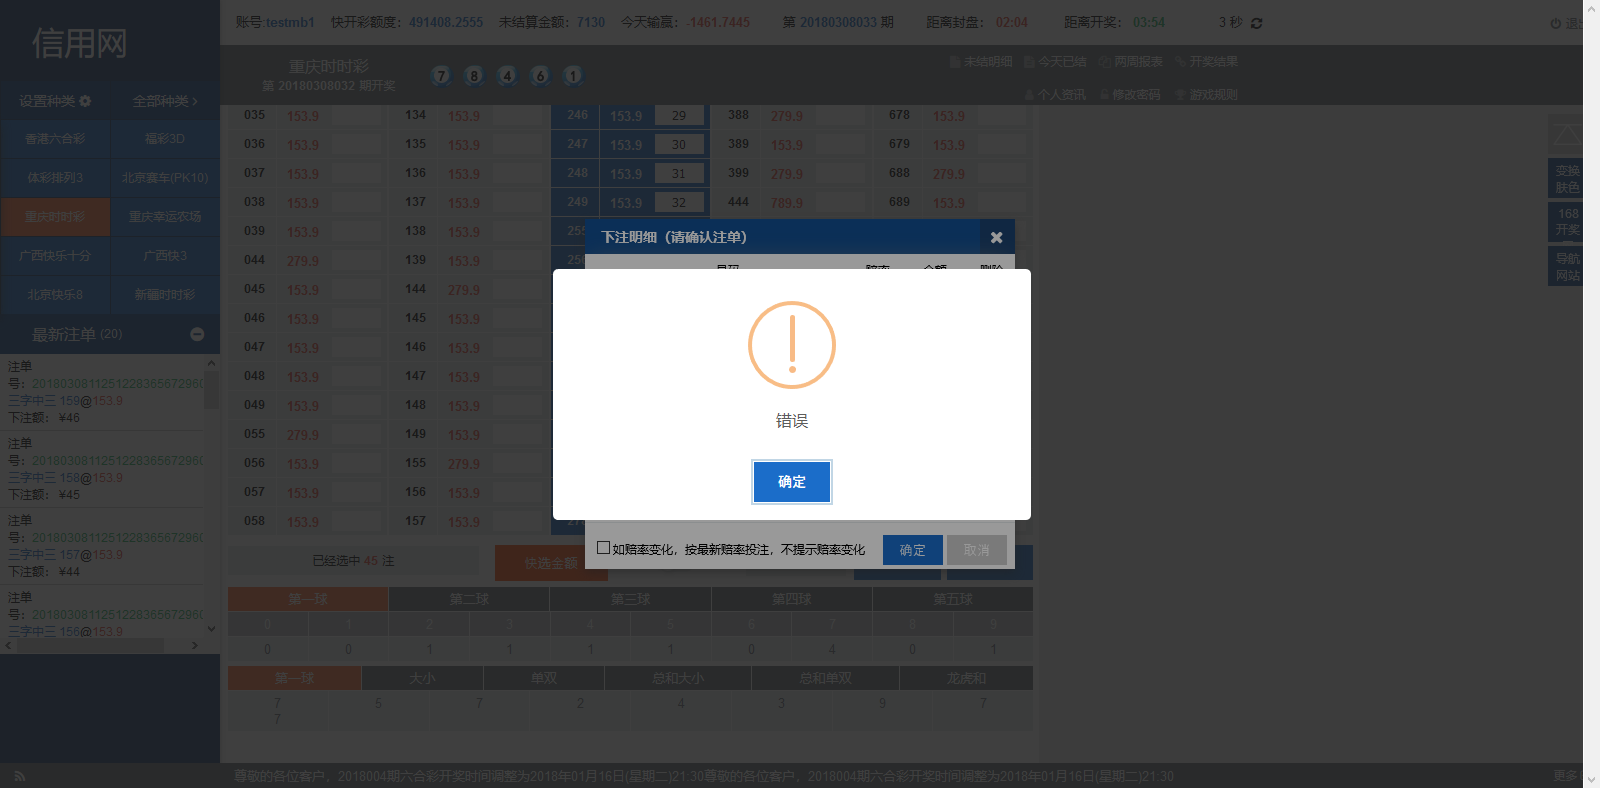 信用网
账号:testmb1 快开彩额度：491408.2555 未结算金额：7130 今天输赢：-1461.7445 第 20180308033 期 距离封盘： 02:04 距离开奖： 03:54 3 秒
重庆时时彩
第 20180308032 期开奖
7 8 4 6 1
未结明细 今天已结 两周报表 开奖结果
个人资讯 修改密码 游戏规则
设置种类 全部种类
香港六合彩 福彩3D
体彩排列3 北京赛车(PK10)
重庆时时彩 重庆幸运农场
广西快乐十分 广西快3
北京快乐8 新疆时时彩
最新注单 (20)
注单
号：20180308112512283656729​60
三字中三 159@153.9
下注额： ¥46
注单
号：2018030811251228365672960
三字中三 158@153.9
下注额： ¥45
注单
号：2018030811251228365672960
三字中三 157@153.9
下注额： ¥44
注单
号：2018030811251228365672960
三字中三 156@153.9
035 153.9 134 153.9 246 153.9 29 388 279.9 678 153.9
036 153.9 135 153.9 247 153.9 30 389 153.9 679 153.9
037 153.9 136 153.9 248 153.9 31 399 279.9 688 279.9
038 153.9 137 153.9 249 153.9 32 444 789.9 689 153.9
039 153.9 138 153.9
044 279.9 139 153.9
045 153.9 144 279.9
046 153.9 145 153.9
047 153.9 146 153.9
048 153.9 147 153.9
049 153.9 148 153.9
055 279.9 149 153.9
056 153.9 155 279.9
057 153.9 156 153.9
058 153.9 157 153.9
下注明细（请确认注单）
号码 赔率 金额 删除
错误
确定
如赔率变化，按最新赔率投注，不提示赔率变化 确定 取消
已经选中 45 注 快选金额
第一球 第二球 第三球 第四球 第五球
0 1 2 3 4 5 6 7 8 9
0 0 1 1 1 1 0 4 0 1
第一球 大小 单双 总和大小 总和单双 龙虎和
7 5 7 2 4 3 9 7
7
变换
肤色
168
开奖
导航
网站
尊敬的各位客户，2018004期六合彩开奖时间调整为2018年01月16日(星期二)21:30尊敬的各位客户，2018004期六合彩开奖时间调整为2018年01月16日(星期二)21:30 更多